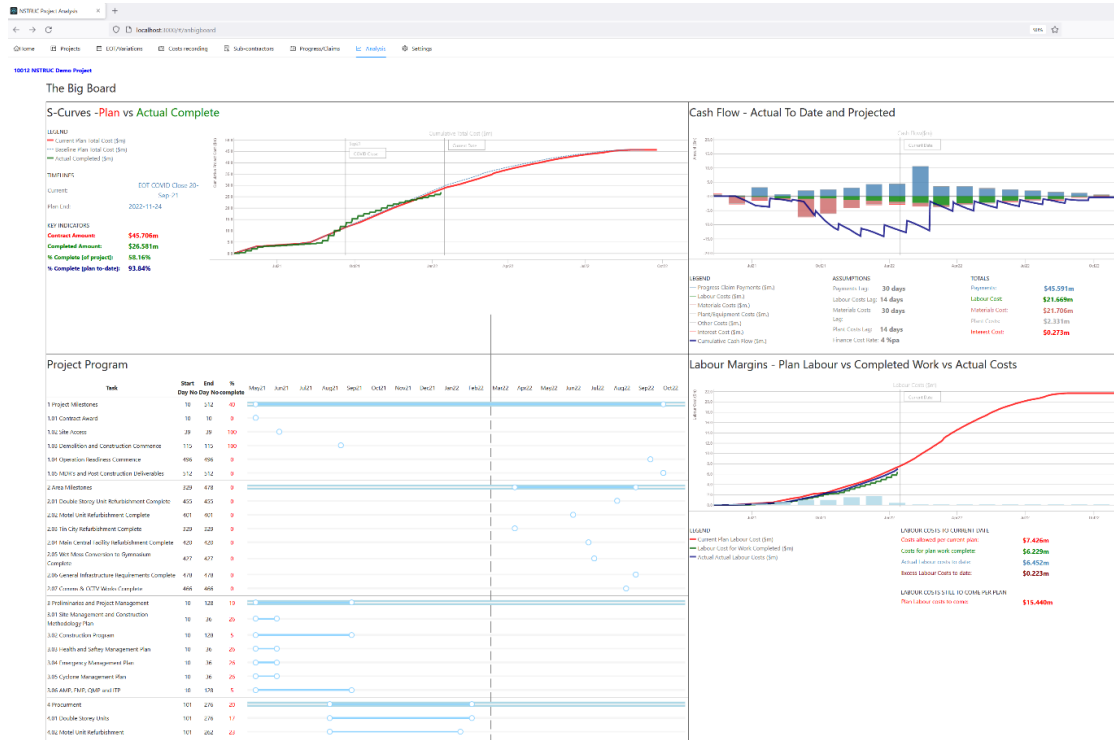 NSTRUC Project Analysis
localhost:3000/#/anbigboard
50%
Home Projects EOT/Variations Costs recording Sub-contractors Progress/Claims Analysis Settings
10012 NSTRUC Demo Project
The Big Board
S-Curves -Plan vs Actual Complete
LEGEND
Current Plan Total Cost ($m)
Baseline Plan Total Cost ($m)
Actual Completed ($m)
TIMELINES
Current: EOT COVID Close 20-Sep-21
Plan End: 2022-11-24
KEY INDICATORS
Contract Amount: $45.706m
Completed Amount: $26.581m
% Complete (of project): 58.16%
% Complete (plan to-date): 93.84%
Cumulative Total Cost ($m)
COVID Close
Current Date
Cash Flow - Actual To Date and Projected
Cash Flow($m)
Current Date
LEGEND
Progress Claim Payments ($m.)
Labour Costs ($m.)
Materials Costs ($m.)
Plant/Equipment Costs ($m.)
Other Costs ($m.)
Interest Cost ($m.)
Cumulative Cash Flow ($m.)
ASSUMPTIONS
Payments Lag: 30 days
Labour Costs Lag: 14 days
Materials Costs Lag: 30 days
Plant Costs Lag: 14 days
Finance Cost Rate: 4 %pa
TOTALS
Payments: $45.591m
Labour Cost: $21.669m
Materials Cost: $21.706m
Plant Costs: $2.331m
Interest Cost: $0.273m
Project Program
Task Start Day No End Day No % complete May21 Jun21 Jul21 Aug21 Sep21 Oct21 Nov21 Dec21 Jan22 Feb22 Mar22 Apr22 May22 Jun22 Jul22 Aug22 Sep22 Oct22
1 Project Milestones 10 512 40
1.01 Contract Award 10 10 0
1.02 Site Access 39 39 100
1.03 Demolition and Construction Commence 115 115 100
1.04 Operation Readiness Commence 496 496 0
1.05 MDR's and Post Construction Deliverables 512 512 0
2 Area Milestones 329 478 0
2.01 Double Storey Unit Refurbishment Complete 455 455 0
2.02 Motel Unit Refurbishment Complete 401 401 0
2.03 Tin City Refurbishment Complete 329 329 0
2.04 Main Central Facility Refurbishment Complete 420 420 0
2.05 Wet Mess Conversion to Gymnasium Complete 427 427 0
2.06 General Infrastructure Requirements Complete 478 478 0
2.07 Comms & CCTV Works Complete 466 466 0
3 Preliminaries and Project Management 10 128 10
3.01 Site Management and Construction Methodology Plan 10 36 26
3.02 Construction Program 10 128 5
3.03 Health and Saftey Management Plan 10 36 26
3.04 Emergency Management Plan 10 36 26
3.05 Cyclone Management Plan 10 36 26
3.06 AMP, EMP, QMP and ITP 10 128 5
4 Procurment 101 276 20
4.01 Double Storey Units 101 276 17
4.02 Motel Unit Refurbishment 101 262 23
Labour Margins - Plan Labour vs Completed Work vs Actual Costs
Labour Costs ($m)
Current Date
LEGEND
Current Plan Labour Cost ($m)
Labour Cost for Work Completed ($m)
Actual Actual Labour Costs ($m)
LABOUR COSTS TO CURRENT DATE
Costs allowed per current plan: $7.426m
Costs for plan work complete: $6.229m
Actual Labour costs to date: $6.452m
Excess Labour Costs to date: $0.223m
LABOUR COSTS STILL TO COME PER PLAN
Plan Labour costs to come: $15.440m